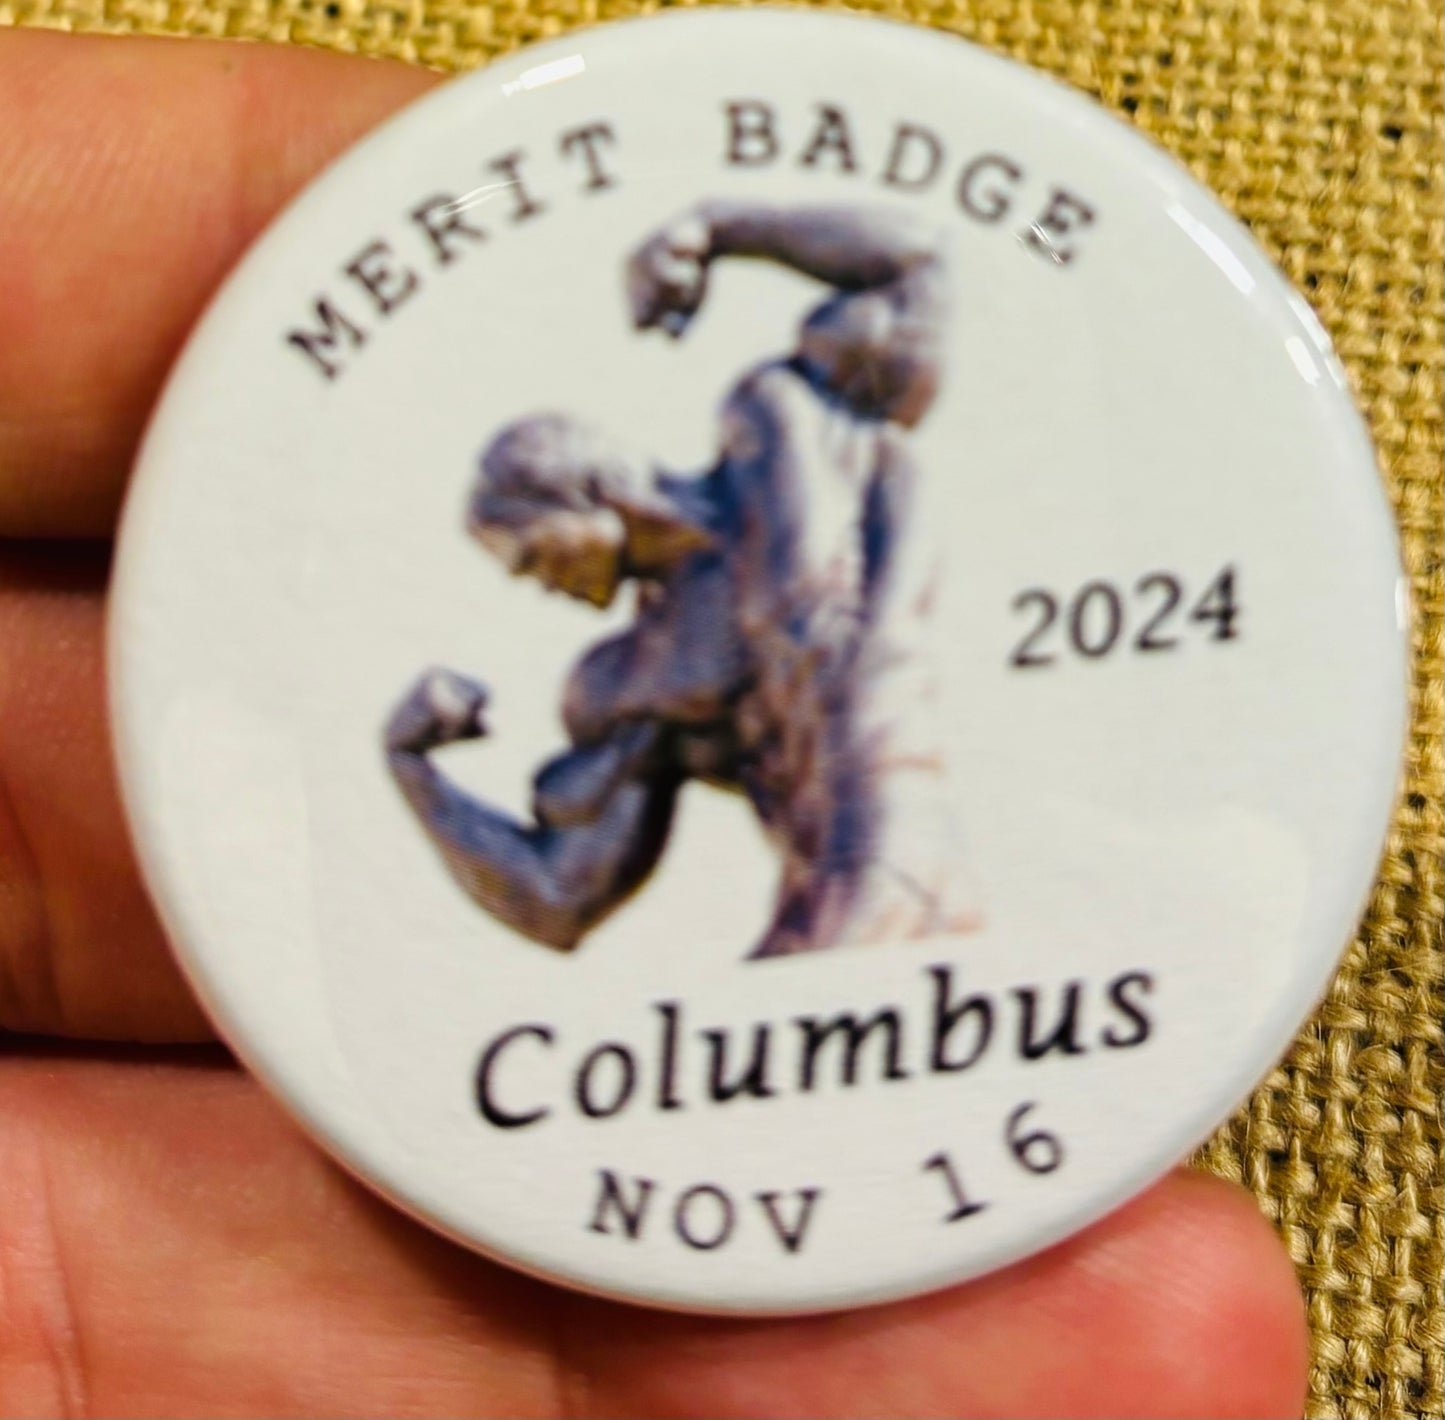 MERIT BADGE
2024
Columbus
NOV 16